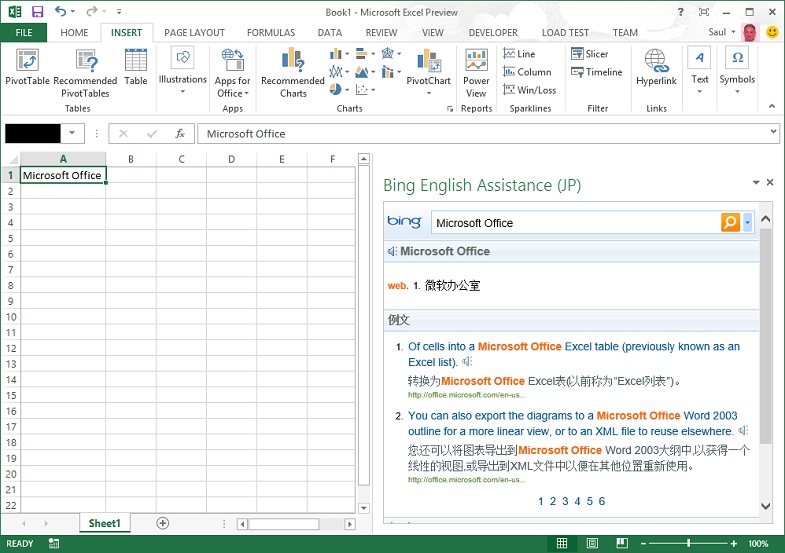 Book1 - Microsoft Excel Preview
?
FILE HOME INSERT PAGE LAYOUT FORMULAS DATA REVIEW VIEW DEVELOPER LOAD TEST TEAM Saul
PivotTable
Recommended PivotTables
Table
Tables
Illustrations
Apps for Office
Apps
Recommended Charts
PivotChart
Charts
Power View
Reports
Line
Column
Win/Loss
Sparklines
Slicer
Timeline
Filter
Hyperlink
Links
Text
Symbols
fx Microsoft Office
A B C D E F
1 Microsoft Office
2
3
4
5
6
7
8
9
10
11
12
13
14
15
16
17
18
19
20
21
22
Bing English Assistance (JP)
bing Microsoft Office
Microsoft Office
web. 1. 微软办公室
例文
1. Of cells into a Microsoft Office Excel table (previously known as an
Excel list).
转换为Microsoft Office Excel表(以前称为“Excel列表”)。
http://office.microsoft.com/en-us...
2. You can also export the diagrams to a Microsoft Office Word 2003
outline for a more linear view, or to an XML file to reuse elsewhere.
您还可以将图表导出到Microsoft Office Word 2003大纲中,以获得一个
线性的视图,或导出到XML文件中以便在其他位置重新使用。
http://office.microsoft.com/en-us...
1 2 3 4 5 6
Sheet1
READY 100%